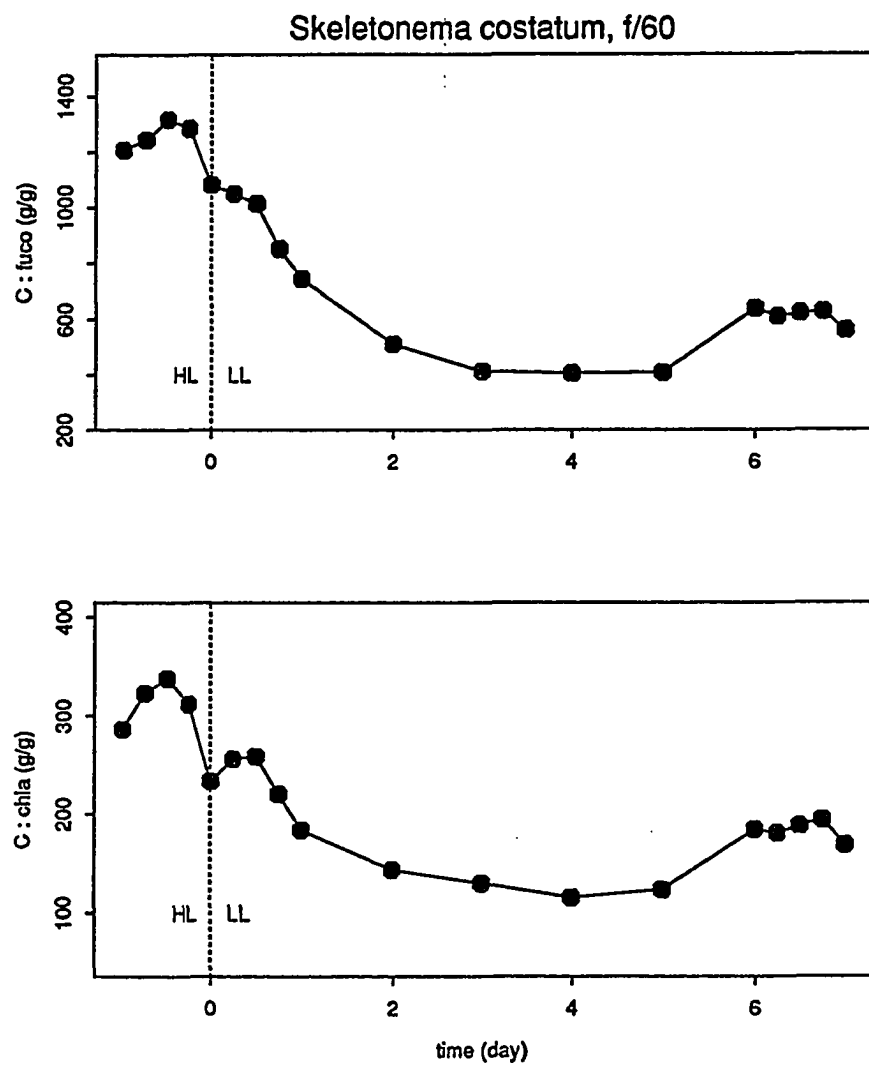 Skeletonema costatum, f/60
C : fuco (g/g)
1400
1000
600
200
HL LL
0 2 4 6
C : chla (g/g)
400
300
200
100
HL LL
0 2 4 6
time (day)